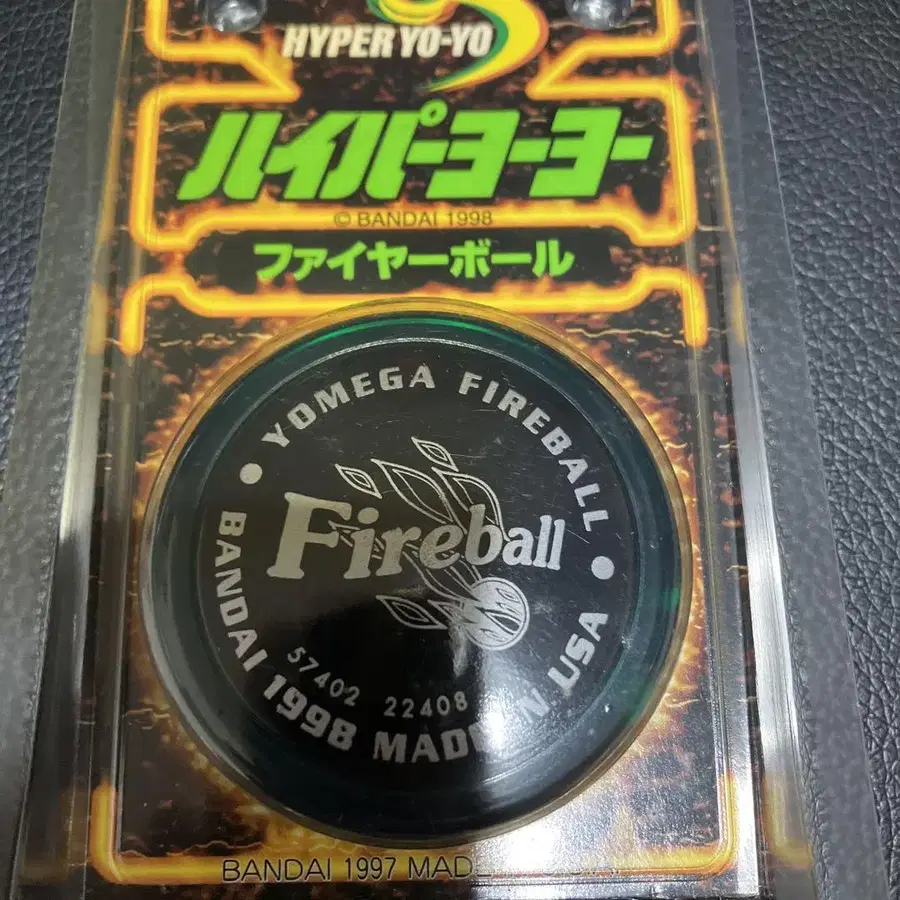 HYPER YO-YO
ハイパーヨーヨー
© BANDAI 1998
ファイヤーボール
YOMEGA FIREBALL
Fireball
57402 22408
BANDAI 1998 MADE IN USA
BANDAI 1997 MADE